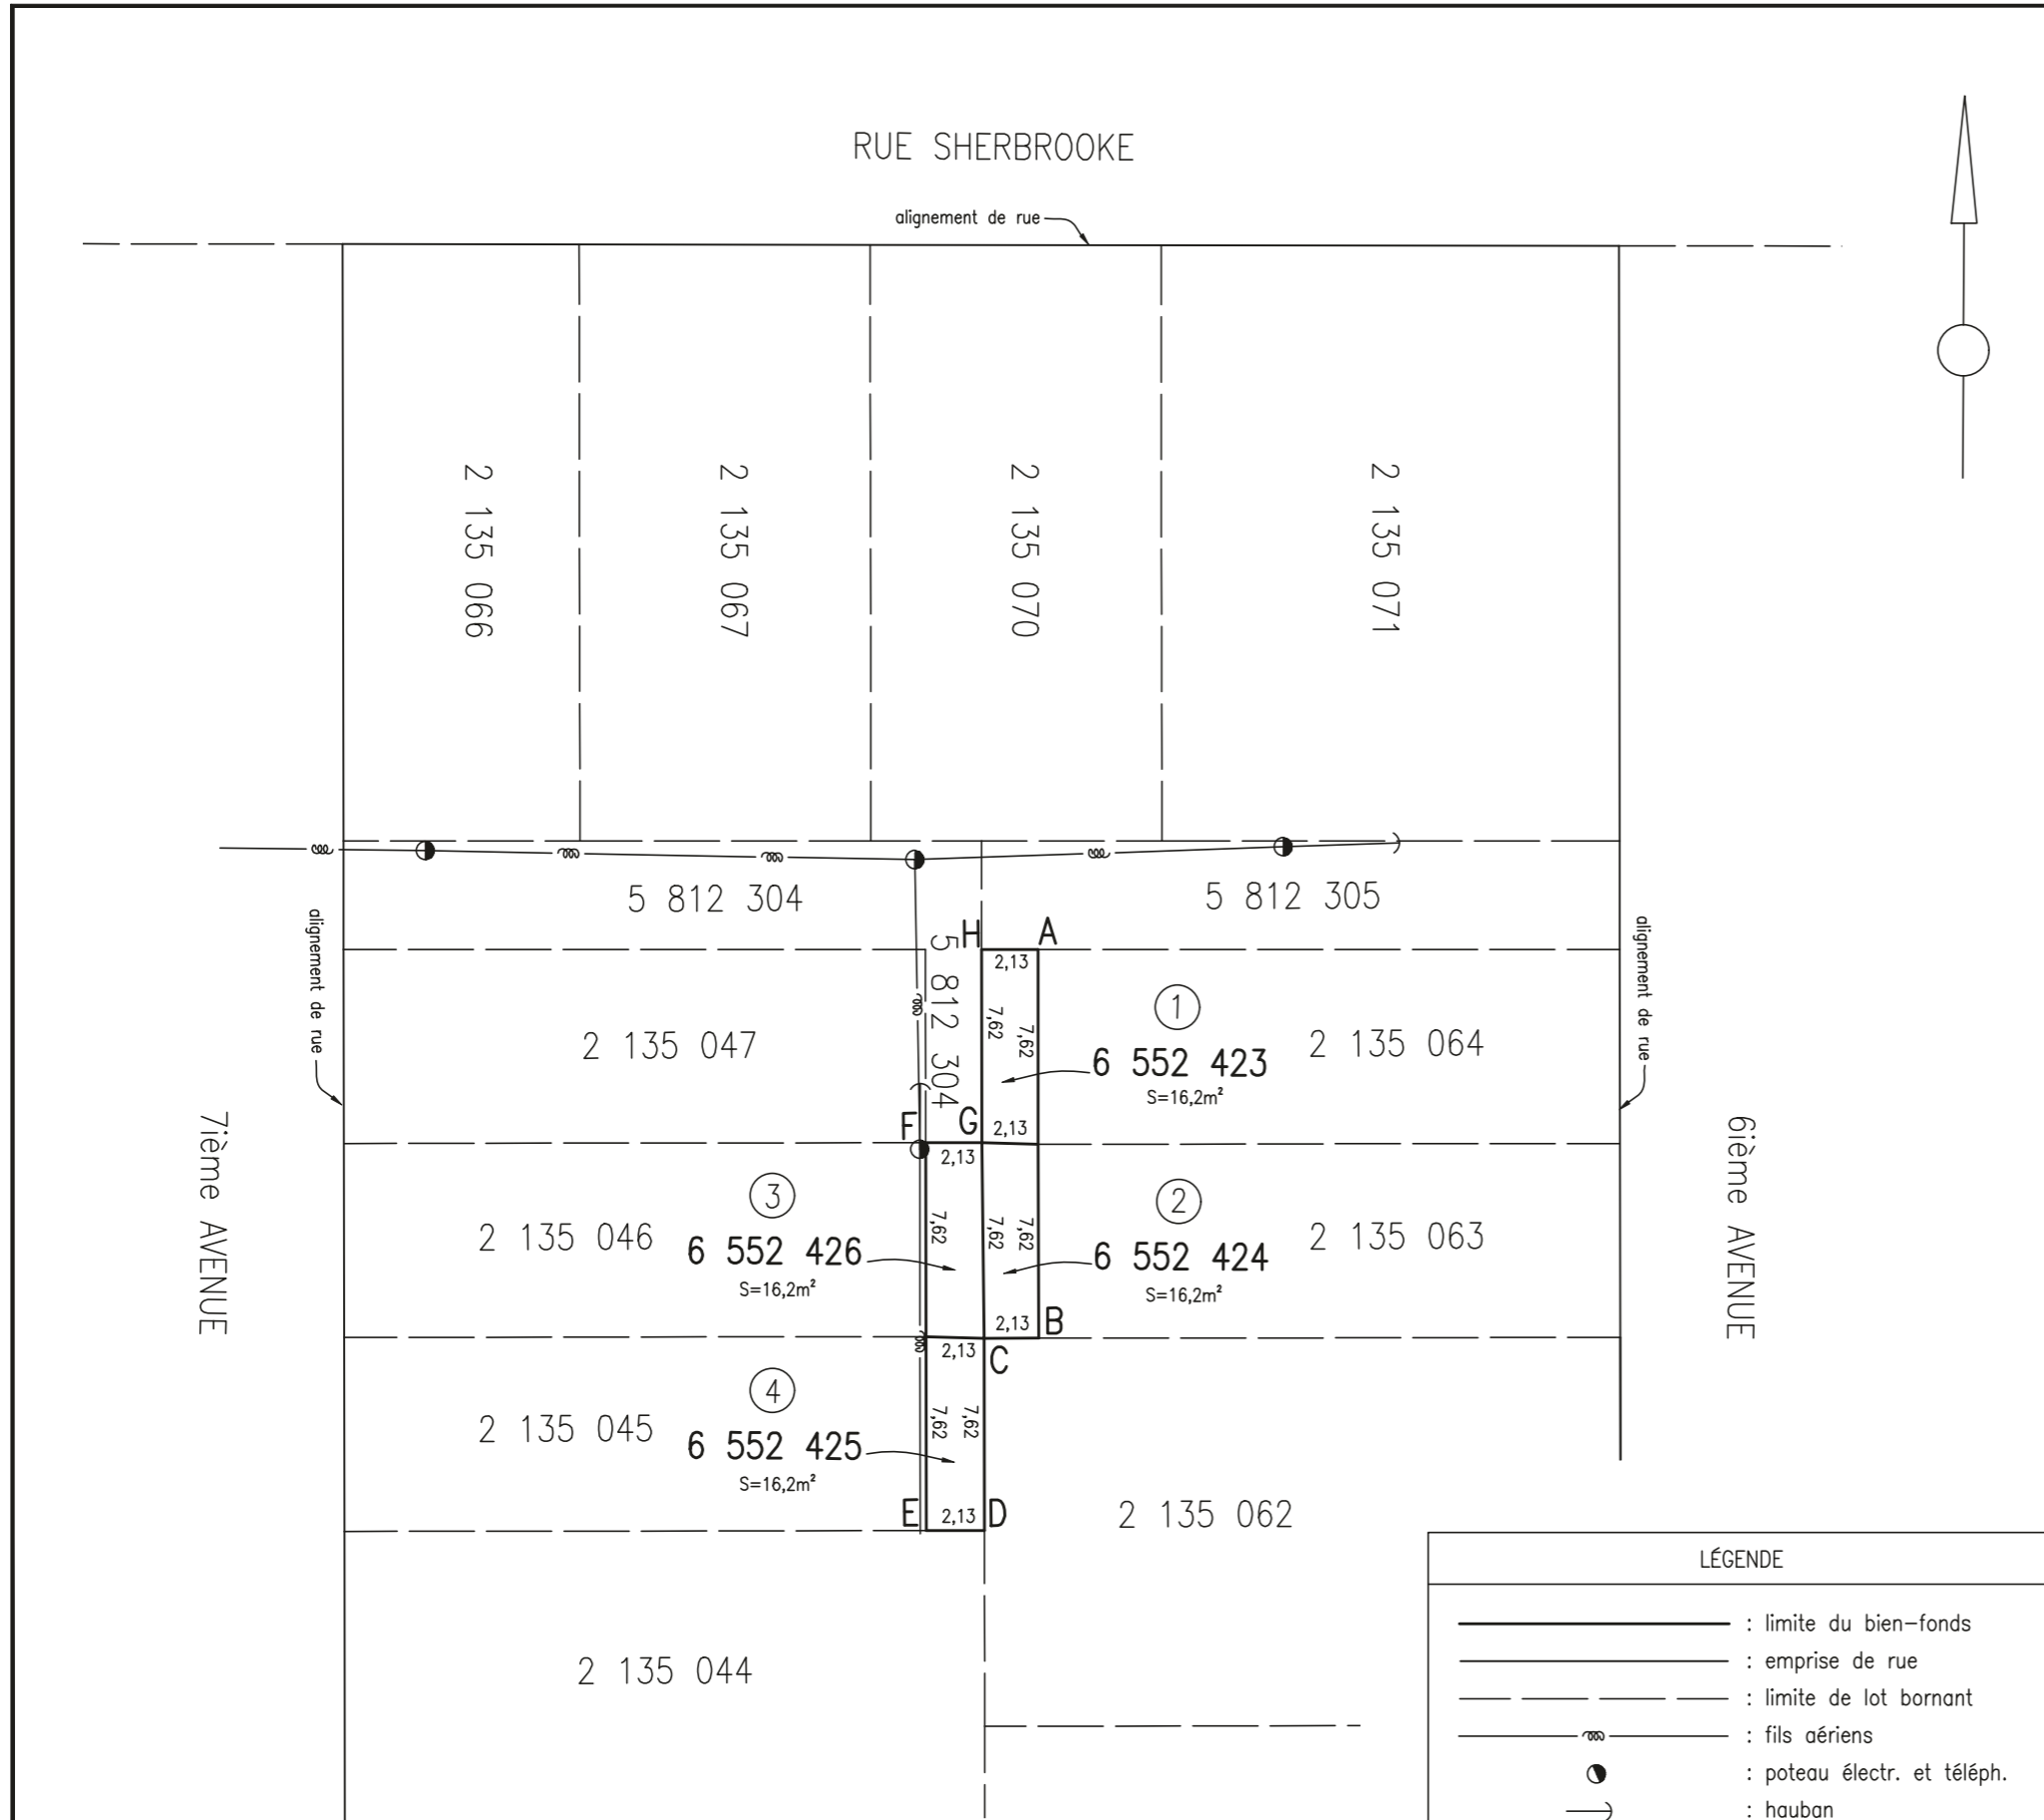 RUE SHERBROOKE
alignement de rue
2 135 066
2 135 067
2 135 070
2 135 071
5 812 304
5 812 305
alignement de rue
alignement de rue
5 812 304
H
A
2,13
7,62
7,62
1
6 552 423
S=16,2m²
2 135 047
2 135 064
F
G
2,13
2,13
7ième AVENUE
6ième AVENUE
3
2 135 046
6 552 426
S=16,2m²
7,62
7,62
7,62
2
6 552 424
S=16,2m²
2 135 063
2,13
B
2,13
C
4
2 135 045
6 552 425
S=16,2m²
7,62
7,62
E
2,13
D
2 135 062
2 135 044
LÉGENDE
: limite du bien-fonds
: emprise de rue
: limite de lot bornant
: fils aériens
: poteau électr. et téléph.
: hauban